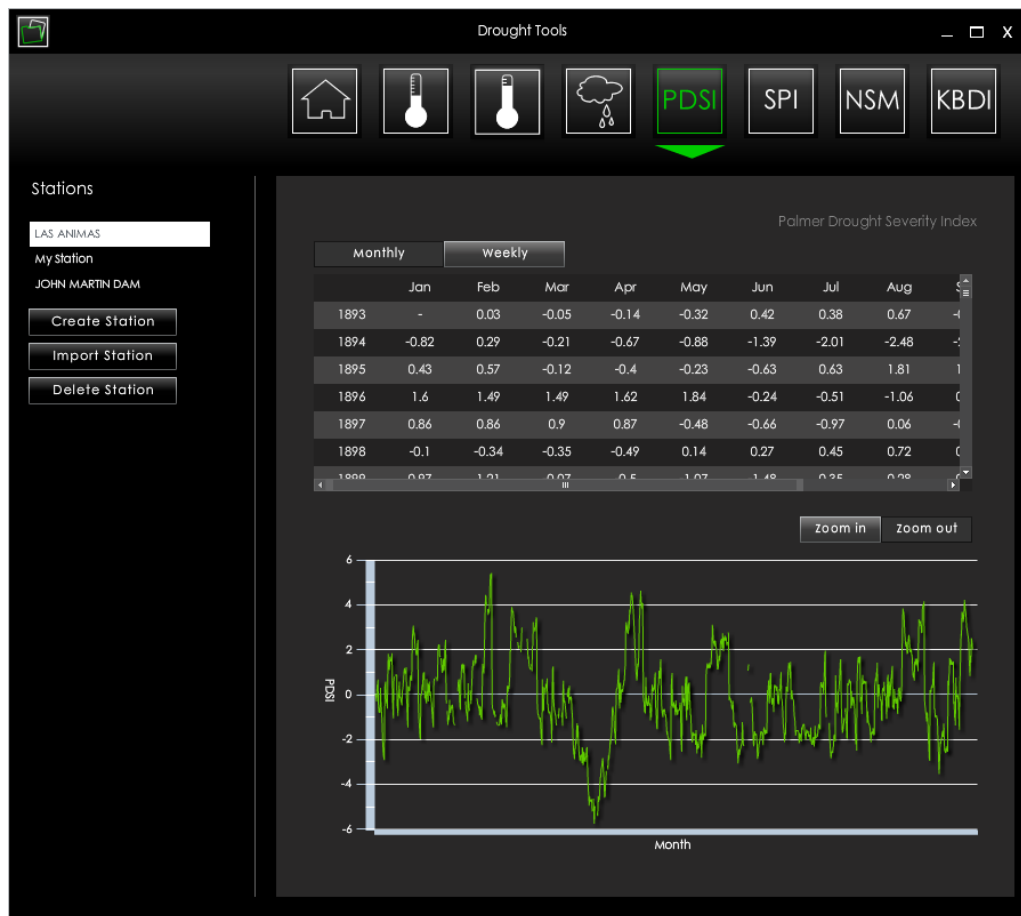 Drought Tools
PDSI SPI NSM KBDI
Stations
LAS ANIMAS
My Station
JOHN MARTIN DAM
Create Station
Import Station
Delete Station
Palmer Drought Severity Index
Monthly Weekly
Jan Feb Mar Apr May Jun Jul Aug
1893 - 0.03 -0.05 -0.14 -0.32 0.42 0.38 0.67
1894 -0.82 0.29 -0.21 -0.67 -0.88 -1.39 -2.01 -2.48
1895 0.43 0.57 -0.12 -0.4 -0.23 -0.63 0.63 1.81
1896 1.6 1.49 1.49 1.62 1.84 -0.24 -0.51 -1.06
1897 0.86 0.86 0.9 0.87 -0.48 -0.66 -0.97 0.06
1898 -0.1 -0.34 -0.35 -0.49 0.14 0.27 0.45 0.72
Zoom in Zoom out
6
4
2
PDSI
0
-2
-4
-6
Month